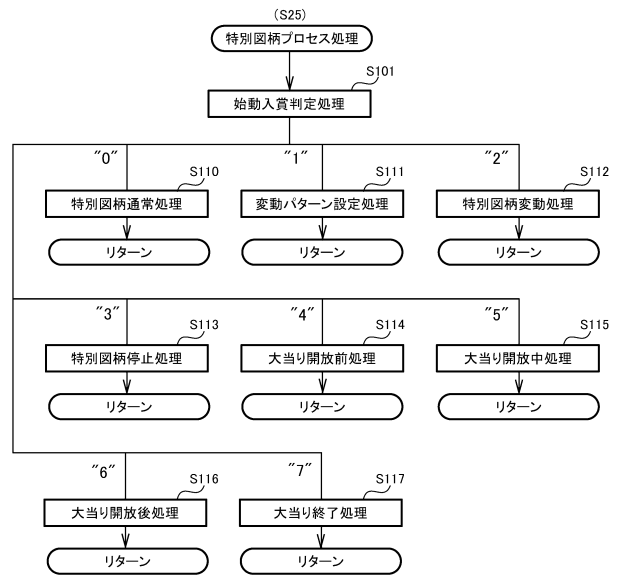 (S25)
特別図柄プロセス処理
S101
始動入賞判定処理
"0"
"1"
"2"
S110
S111
S112
特別図柄通常処理
変動パターン設定処理
特別図柄変動処理
リターン
リターン
リターン
"3"
"4"
"5"
S113
S114
S115
特別図柄停止処理
大当り開放前処理
大当り開放中処理
リターン
リターン
リターン
"6"
"7"
S116
S117
大当り開放後処理
大当り終了処理
リターン
リターン